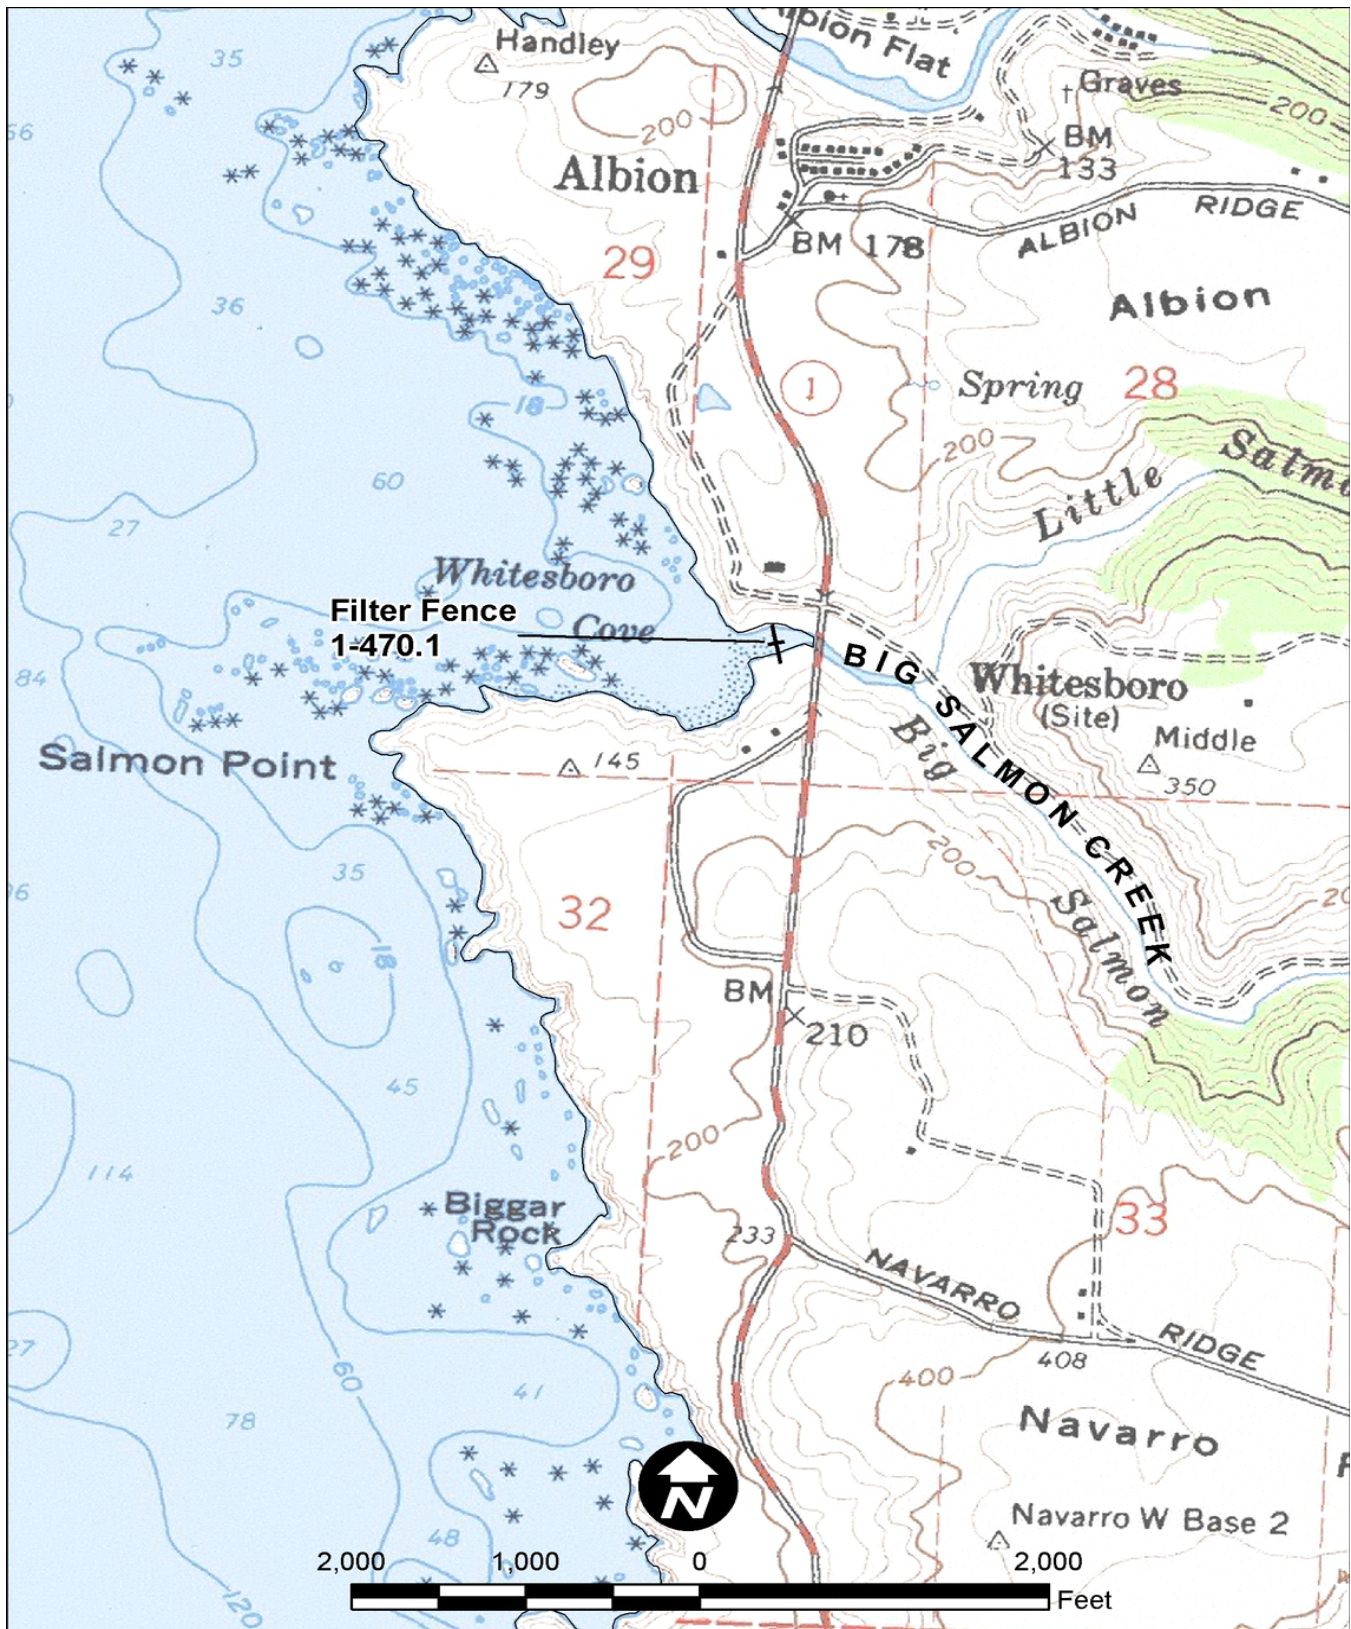 Handley
179
35
Albion Flat
Graves
200
BM
133
200
56
Albion
RIDGE
ALBION
BM 178
29
Albion
36
1
Spring
28
18
200
Little
60
27
Whitesboro
Cove
Filter Fence
1-470.1
BIG SALMON CREEK
Whitesboro
(Site)
84
Big
Salmon
Middle
350
Salmon Point
145
200
35
32
18
BM
210
45
200
114
Biggar
Rock
33
233
NAVARRO
RIDGE
408
27
60
41
400
78
Navarro
N
Navarro W Base 2
48
2,000
1,000
0
2,000
Feet
120